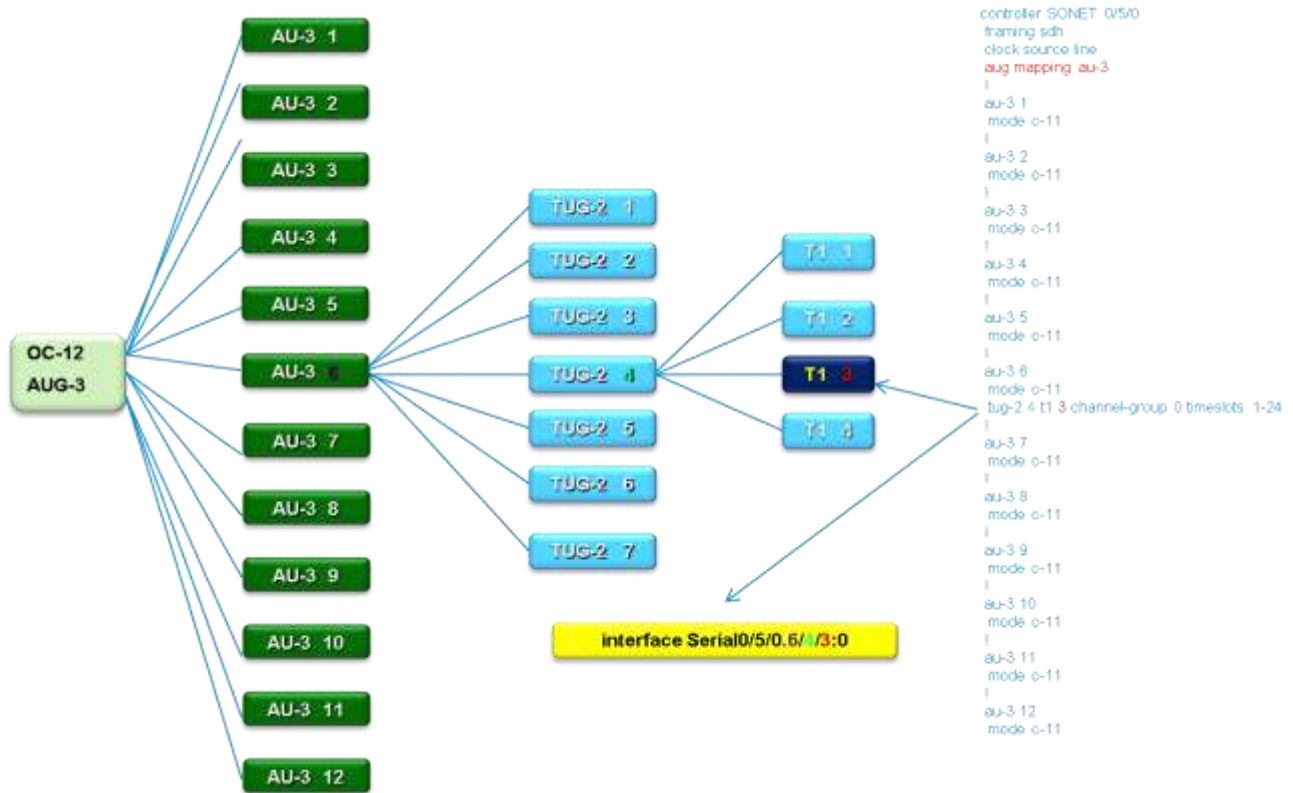 OC-12
AUG-3
AU-3 1
AU-3 2
AU-3 3
AU-3 4
AU-3 5
AU-3 6
AU-3 7
AU-3 8
AU-3 9
AU-3 10
AU-3 11
AU-3 12
TUG-2 1
TUG-2 2
TUG-2 3
TUG-2 4
TUG-2 5
TUG-2 6
TUG-2 7
T1 1
T1 2
T1 3
T1 4
interface Serial0/5/0.6/4/3:0
controller SONET 0/5/0
framing sdh
clock source line
aug mapping au-3
!
au-3 1
mode c-11
!
au-3 2
mode c-11
!
au-3 3
mode c-11
!
au-3 4
mode c-11
!
au-3 5
mode c-11
!
au-3 6
mode c-11
tug-2 4 t1 3 channel-group 0 timeslots 1-24
!
au-3 7
mode c-11
!
au-3 8
mode c-11
!
au-3 9
mode c-11
!
au-3 10
mode c-11
!
au-3 11
mode c-11
!
au-3 12
mode c-11